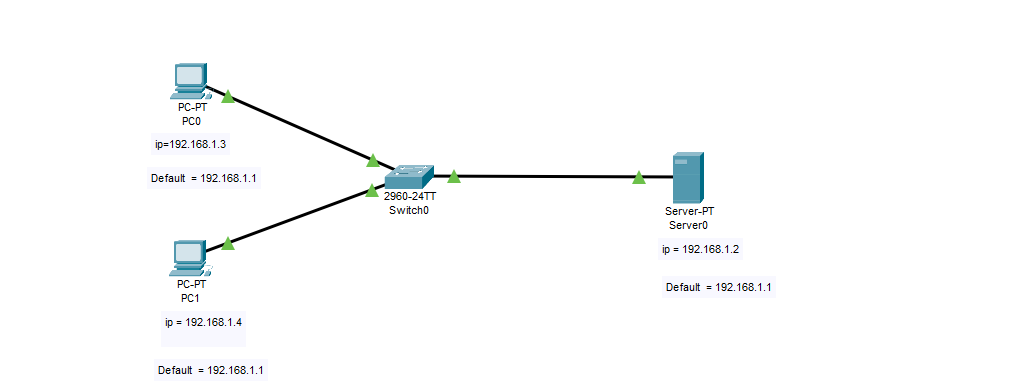 PC-PT
PC0
ip=192.168.1.3
Default = 192.168.1.1
2960-24TT
Switch0
Server-PT
Server0
ip = 192.168.1.2
Default = 192.168.1.1
PC-PT
PC1
ip = 192.168.1.4
Default = 192.168.1.1